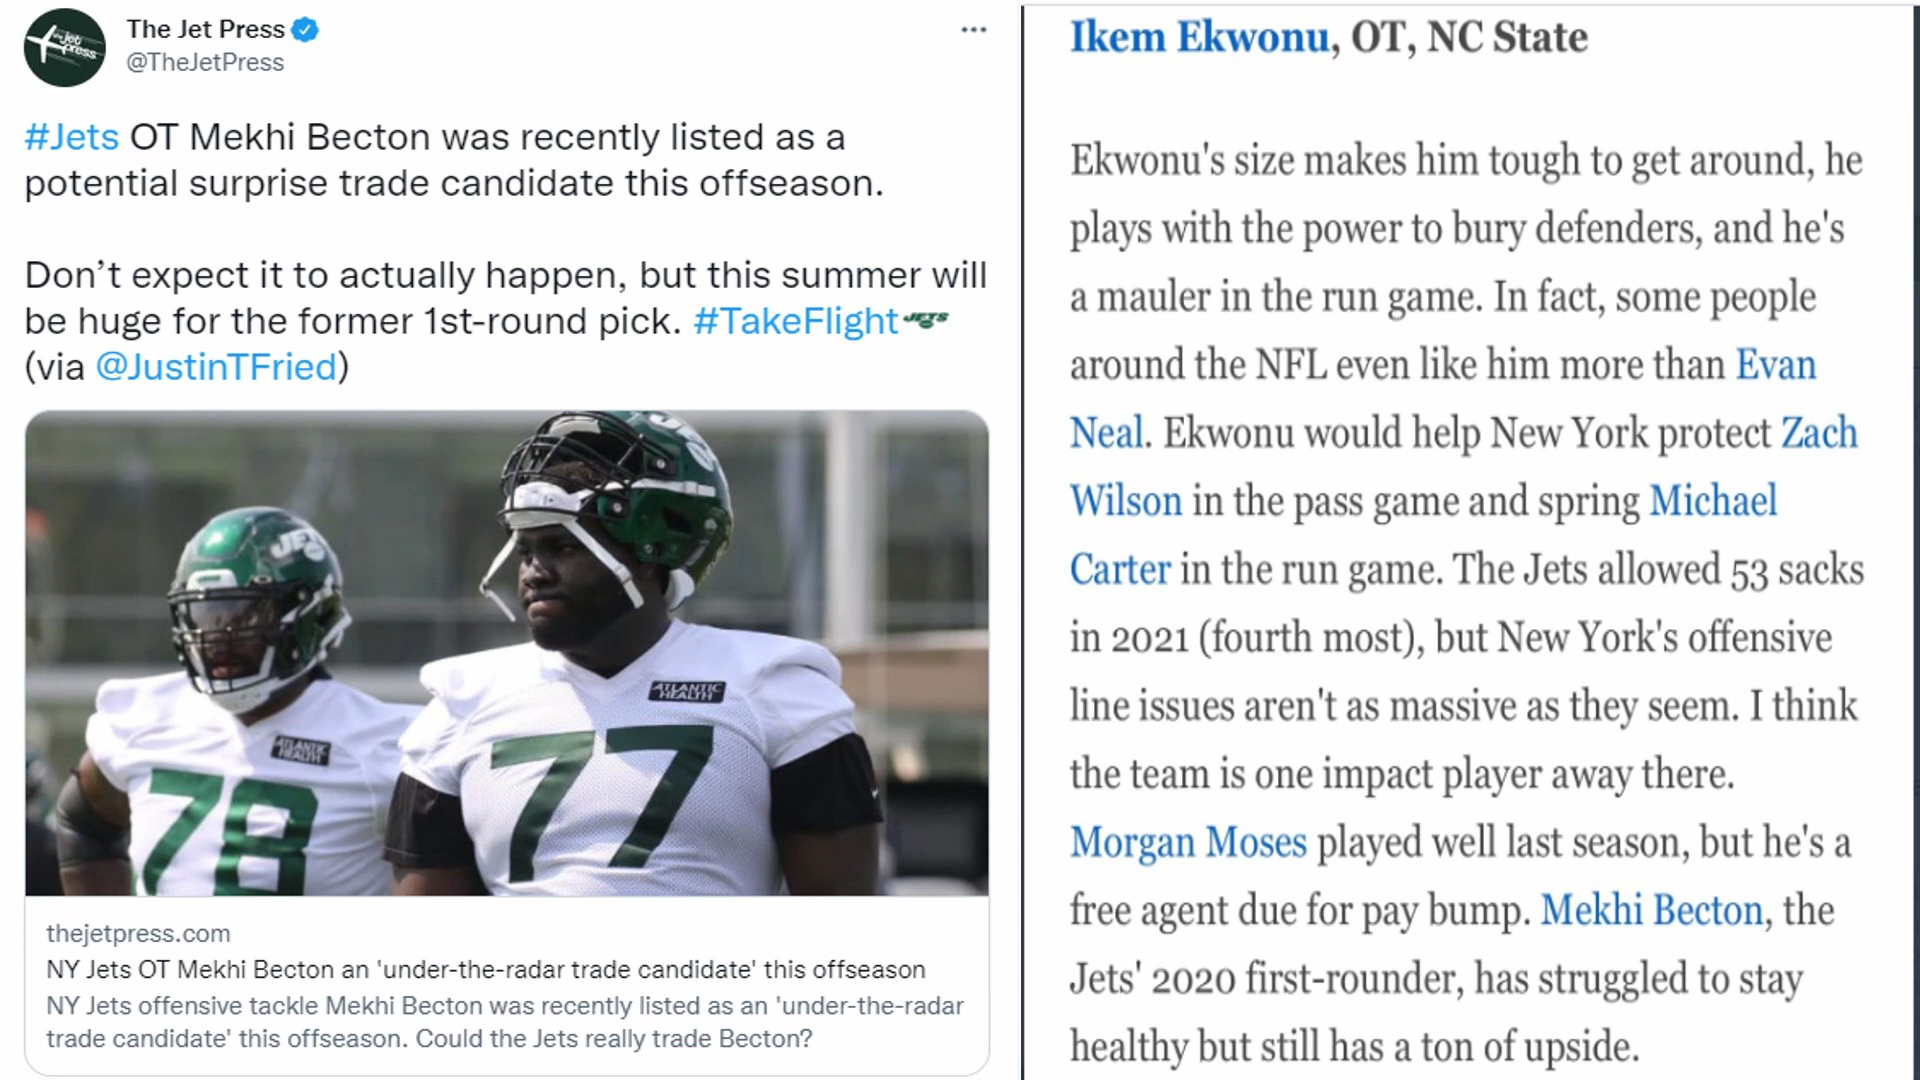 The Jet Press
@TheJetPress
#Jets OT Mekhi Becton was recently listed as a
potential surprise trade candidate this offseason.
Don’t expect it to actually happen, but this summer will
be huge for the former 1st-round pick. #TakeFlight JETS
(via @JustinTFried)
the jet
press
JETS
ATLANTIC
HEALTH
78
ATLANTIC
HEALTH
77
thejetpress.com
NY Jets OT Mekhi Becton an 'under-the-radar trade candidate' this offseason
NY Jets offensive tackle Mekhi Becton was recently listed as an 'under-the-radar
trade candidate' this offseason. Could the Jets really trade Becton?
Ikem Ekwonu, OT, NC State
Ekwonu's size makes him tough to get around, he
plays with the power to bury defenders, and he's
a mauler in the run game. In fact, some people
around the NFL even like him more than Evan
Neal. Ekwonu would help New York protect Zach
Wilson in the pass game and spring Michael
Carter in the run game. The Jets allowed 53 sacks
in 2021 (fourth most), but New York's offensive
line issues aren't as massive as they seem. I think
the team is one impact player away there.
Morgan Moses played well last season, but he's a
free agent due for pay bump. Mekhi Becton, the
Jets' 2020 first-rounder, has struggled to stay
healthy but still has a ton of upside.